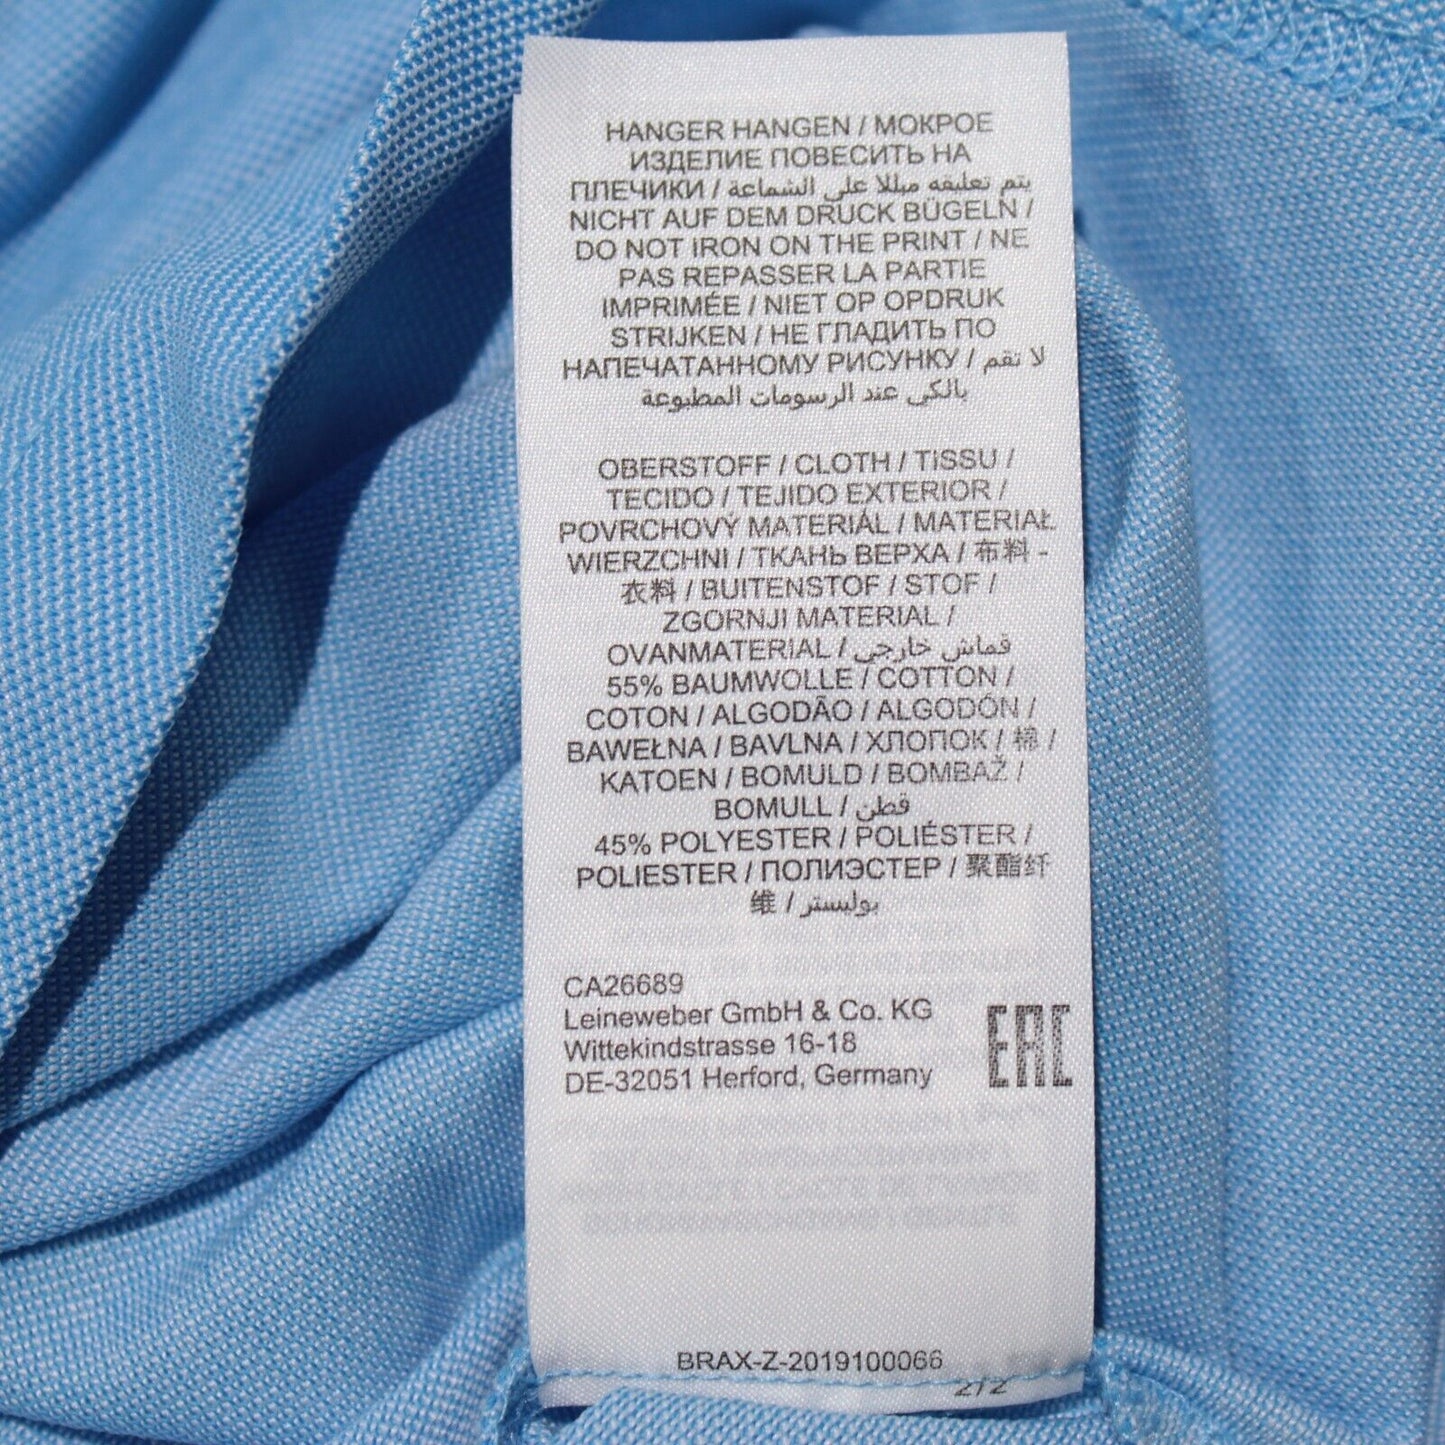 HANGER HANGEN / МОКРОЕ
ИЗДЕЛИЕ ПОВЕСИТЬ НА
ПЛЕЧИКИ / يتم تعليقه مبللا على الشماعة /
NICHT AUF DEM DRUCK BÜGELN /
DO NOT IRON ON THE PRINT / NE
PAS REPASSER LA PARTIE
IMPRIMÉE / NIET OP OPDRUK
STRIJKEN / НЕ ГЛАДИТЬ ПО
НАПЕЧАТАННОМУ РИСУНКУ / لا تقم
بالكي عند الرسومات المطبوعة
OBERSTOFF / CLOTH / TISSU /
TECIDO / TEJIDO EXTERIOR /
POVRCHOVÝ MATERIÁL / MATERIAŁ
WIERZCHNI / ТКАНЬ ВЕРХА / 布料 -
衣料 / BUITENSTOF / STOF /
ZGORNJI MATERIAL /
OVANMATERIAL / قماش خارجي
55% BAUMWOLLE / COTTON /
COTON / ALGODÃO / ALGODÓN /
BAWEŁNA / BAVLNA / ХЛОПОК / 棉 /
KATOEN / BOMULD / BOMBAŽ /
BOMULL / قطن
45% POLYESTER / POLIÉSTER /
POLIESTER / ПОЛИЭСТЕР / 聚酯纤
维 / بوليستر
CA26689
Leineweber GmbH & Co. KG
Wittekindstrasse 16-18
DE-32051 Herford, Germany
EAC
BRAX-Z-2019100066
2/2